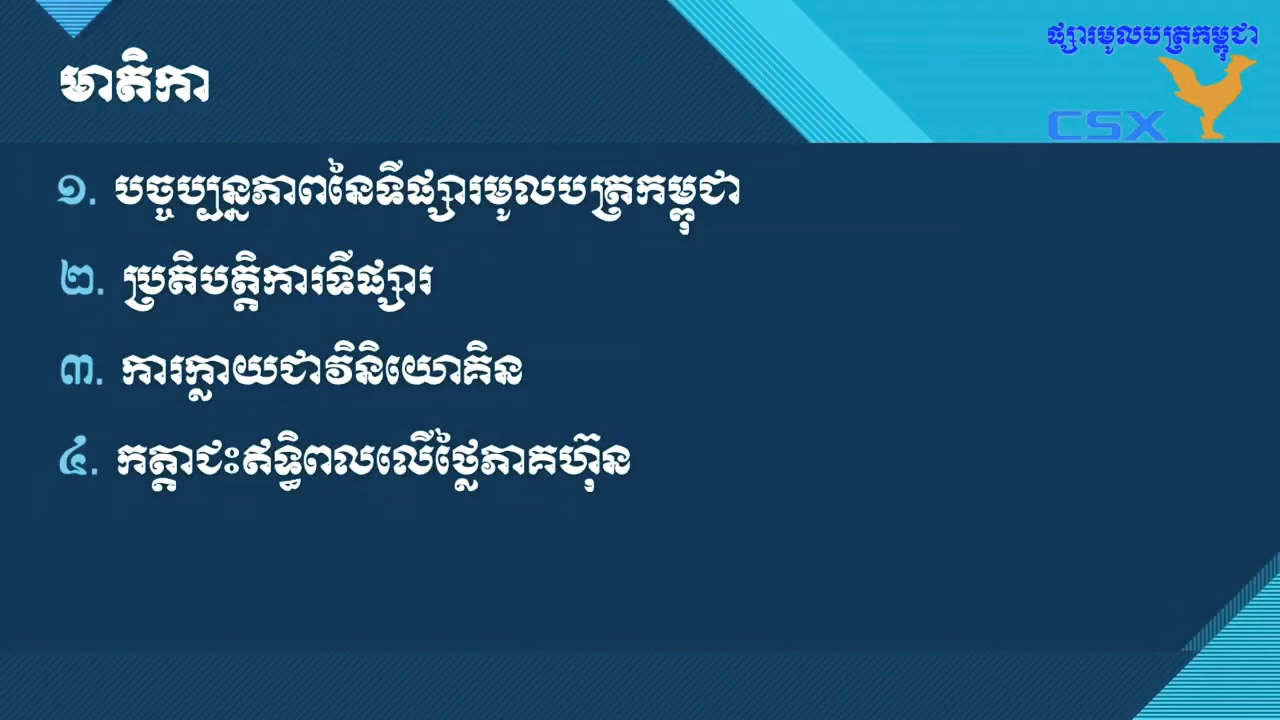 ផ្សារមូលបត្រកម្ពុជា
CSX
មាតិកា
១. បច្ចុប្បន្នភាពនៃទីផ្សារមូលបត្រកម្ពុជា
២. ប្រតិបត្តិការទីផ្សារ
៣. ការក្លាយជាវិនិយោគិន
៤. កត្តាជះឥទ្ធិពលលើថ្លៃភាគហ៊ុន